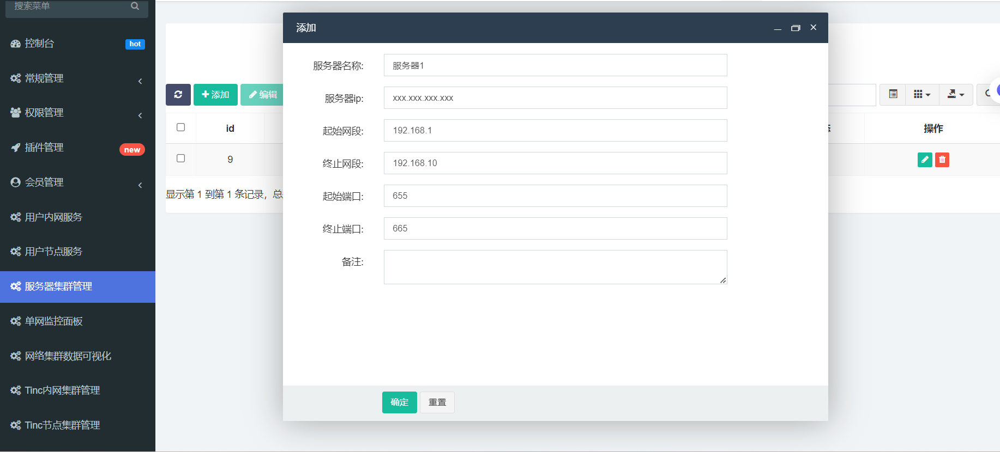 搜索菜单
控制台 hot
常规管理
权限管理
插件管理 new
会员管理
用户内网服务
用户节点服务
服务器集群管理
单网监控面板
网络集群数据可视化
Tinc内网集群管理
Tinc节点集群管理
添加 编辑
id
操作
9
显示第 1 到第 1 条记录，总
添加
服务器名称: 服务器1
服务器ip: xxx.xxx.xxx.xxx
起始网段: 192.168.1
终止网段: 192.168.10
起始端口: 655
终止端口: 665
备注:
确定 重置